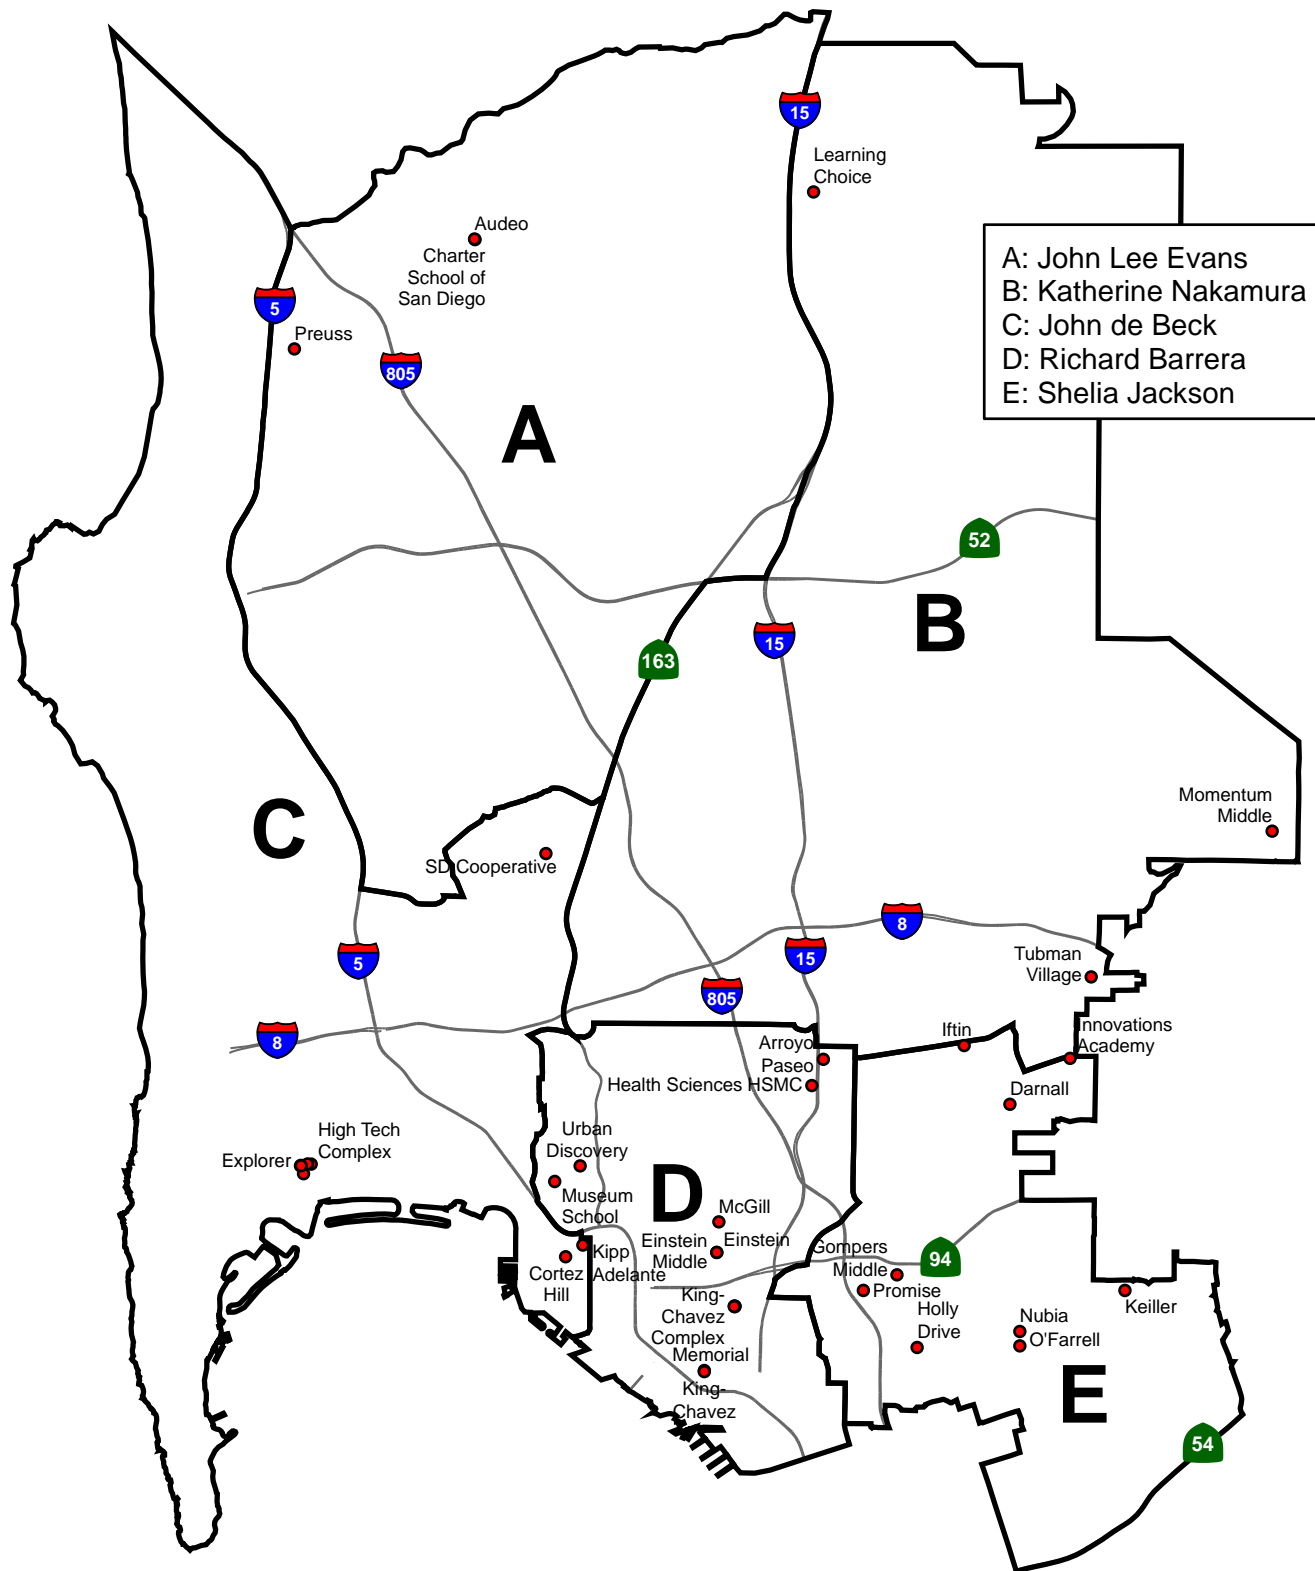 15
Learning
Choice
Audeo
Charter
School of
San Diego
A: John Lee Evans
B: Katherine Nakamura
C: John de Beck
D: Richard Barrera
E: Shelia Jackson
5
Preuss
805
A
52
B
15
163
C
Momentum
Middle
SD Cooperative
8
5
15
Tubman
Village
805
8
Iftin
Innovations
Academy
Arroyo
Paseo
Health Sciences HSMC
Darnall
High Tech
Complex
Explorer
Urban
Discovery
D
Museum
School
McGill
Einstein
Middle
Einstein
Kipp
Adelante
Cortez
Hill
Gompers
Middle
94
Promise
Holly
Drive
Keiller
King-
Chavez
Complex
Memorial
Nubia
O'Farrell
King-
Chavez
E
54